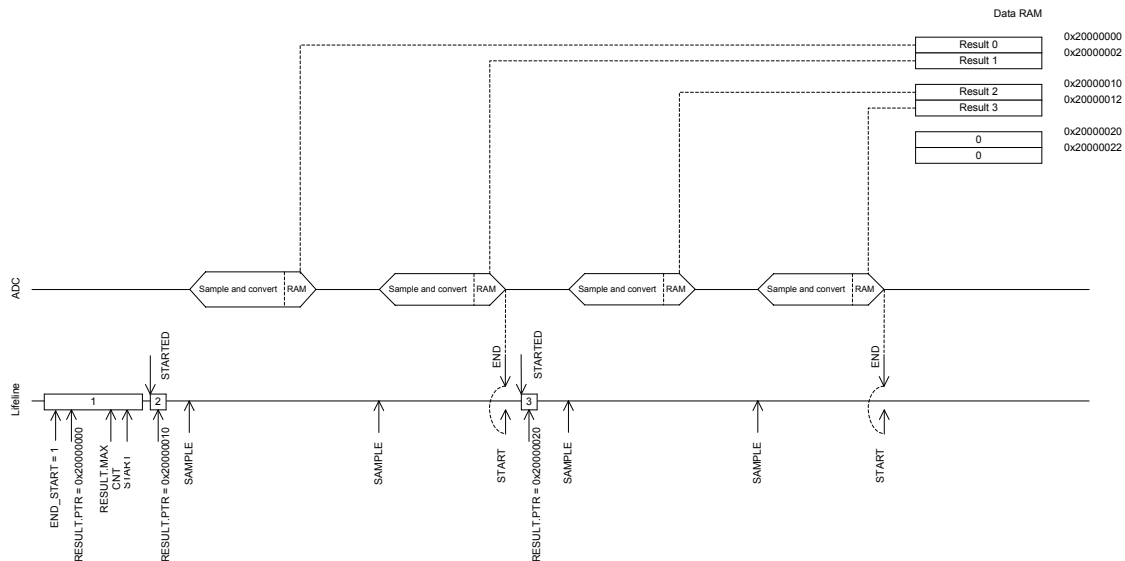 Data RAM
Result 0
0x20000000
Result 1
0x20000002
Result 2
0x20000010
Result 3
0x20000012
0
0x20000020
0
0x20000022
ADC
Sample and convert
RAM
Sample and convert
RAM
Sample and convert
RAM
Sample and convert
RAM
STARTED
END
STARTED
END
Lifeline
1
2
3
END_START = 1
RESULT.PTR = 0x20000000
RESULT.MAX
CNT
START
RESULT.PTR = 0x20000010
SAMPLE
SAMPLE
START
RESULT.PTR = 0x20000020
SAMPLE
SAMPLE
START